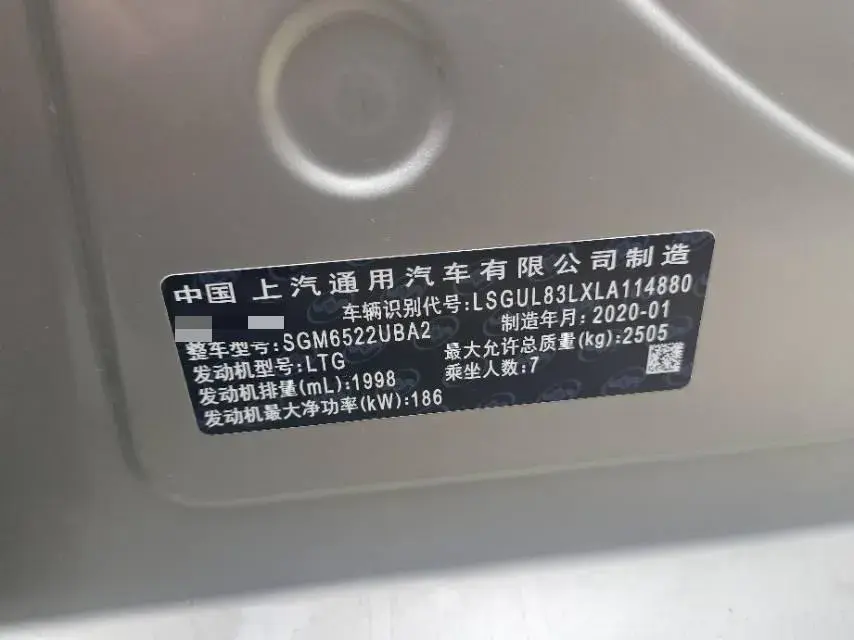 中国 上汽通用汽车有限公司制造
车辆识别代号:LSGUL83LXLA114880
整车型号:SGM6522UBA2 制造年月:2020-01
发动机型号:LTG 最大允许总质量(kg):2505
发动机排量(mL):1998 乘坐人数:7
发动机最大净功率(kW):186